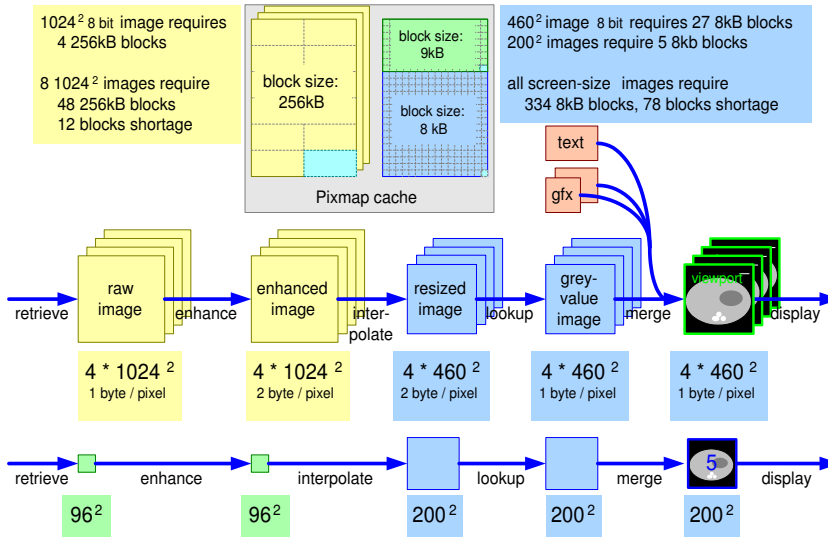 1024² 8 bit image requires
4 256kB blocks
8 1024² images require
48 256kB blocks
12 blocks shortage
block size:
256kB
block size:
9kB
block size:
8 kB
Pixmap cache
460² image 8 bit requires 27 8kB blocks
200² images require 5 8kb blocks
all screen-size images require
334 8kB blocks, 78 blocks shortage
text
gfx
retrieve
raw
image
enhance
enhanced
image
inter-
polate
resized
image
lookup
grey-
value
image
merge
viewport
display
4 * 1024²
1 byte / pixel
4 * 1024²
2 byte / pixel
4 * 460²
2 byte / pixel
4 * 460²
1 byte / pixel
4 * 460²
1 byte / pixel
retrieve
enhance
interpolate
lookup
merge
5
display
96²
96²
200²
200²
200²